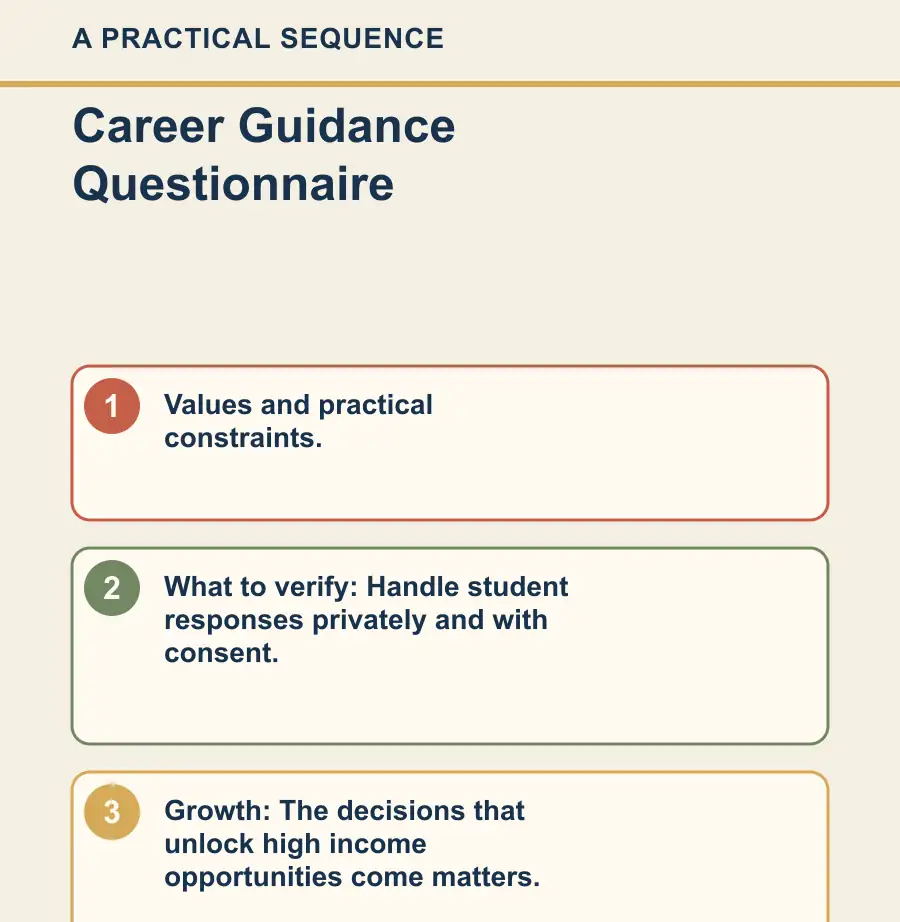 A PRACTICAL SEQUENCE
Career Guidance
Questionnaire
1
Values and practical
constraints.
2
What to verify: Handle student
responses privately and with
consent.
3
Growth: The decisions that
unlock high income
opportunities come matters.